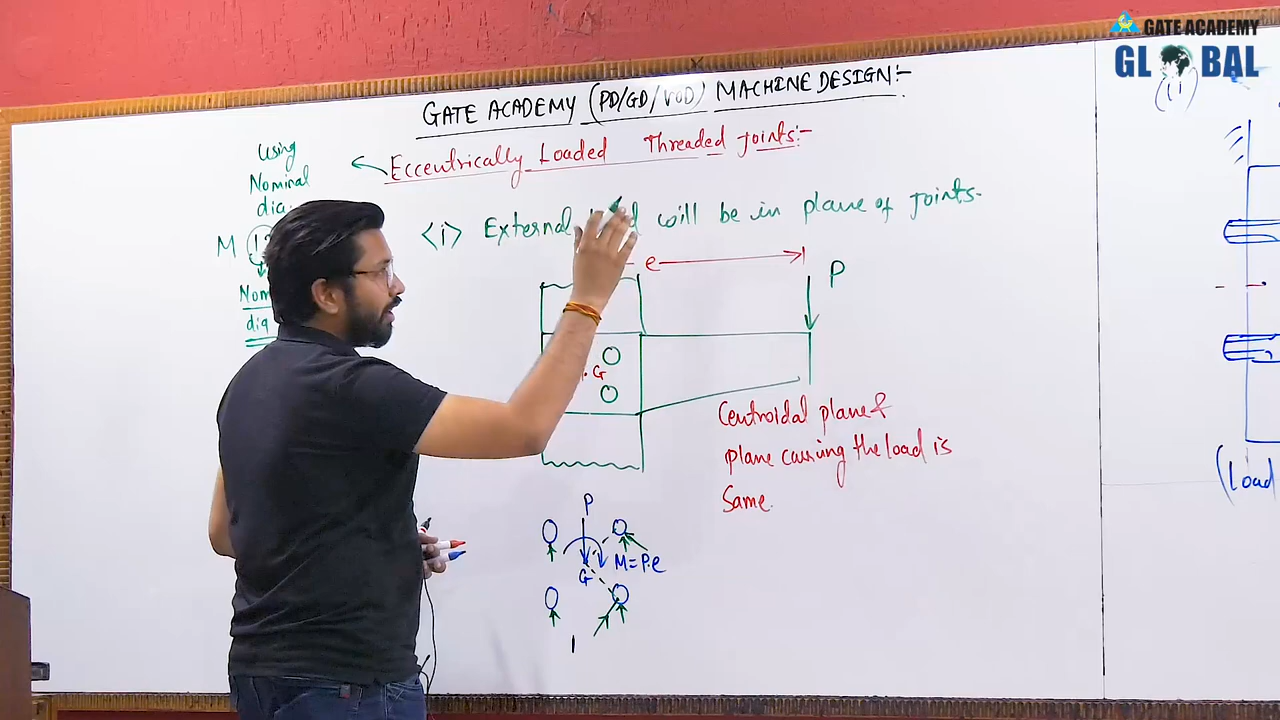 GATE ACADEMY
GLOBAL
GATE ACADEMY (PD/GD/VOD) MACHINE DESIGN:-
Eccentrically Loaded Threaded Joints:-
using
Nominal
dia.
M
Nom
dia
<i> External will be in plane of joints-
e
P
G
Centroidal plane &
plane carrying the load is
Same.
P
M=P.e
G
(load